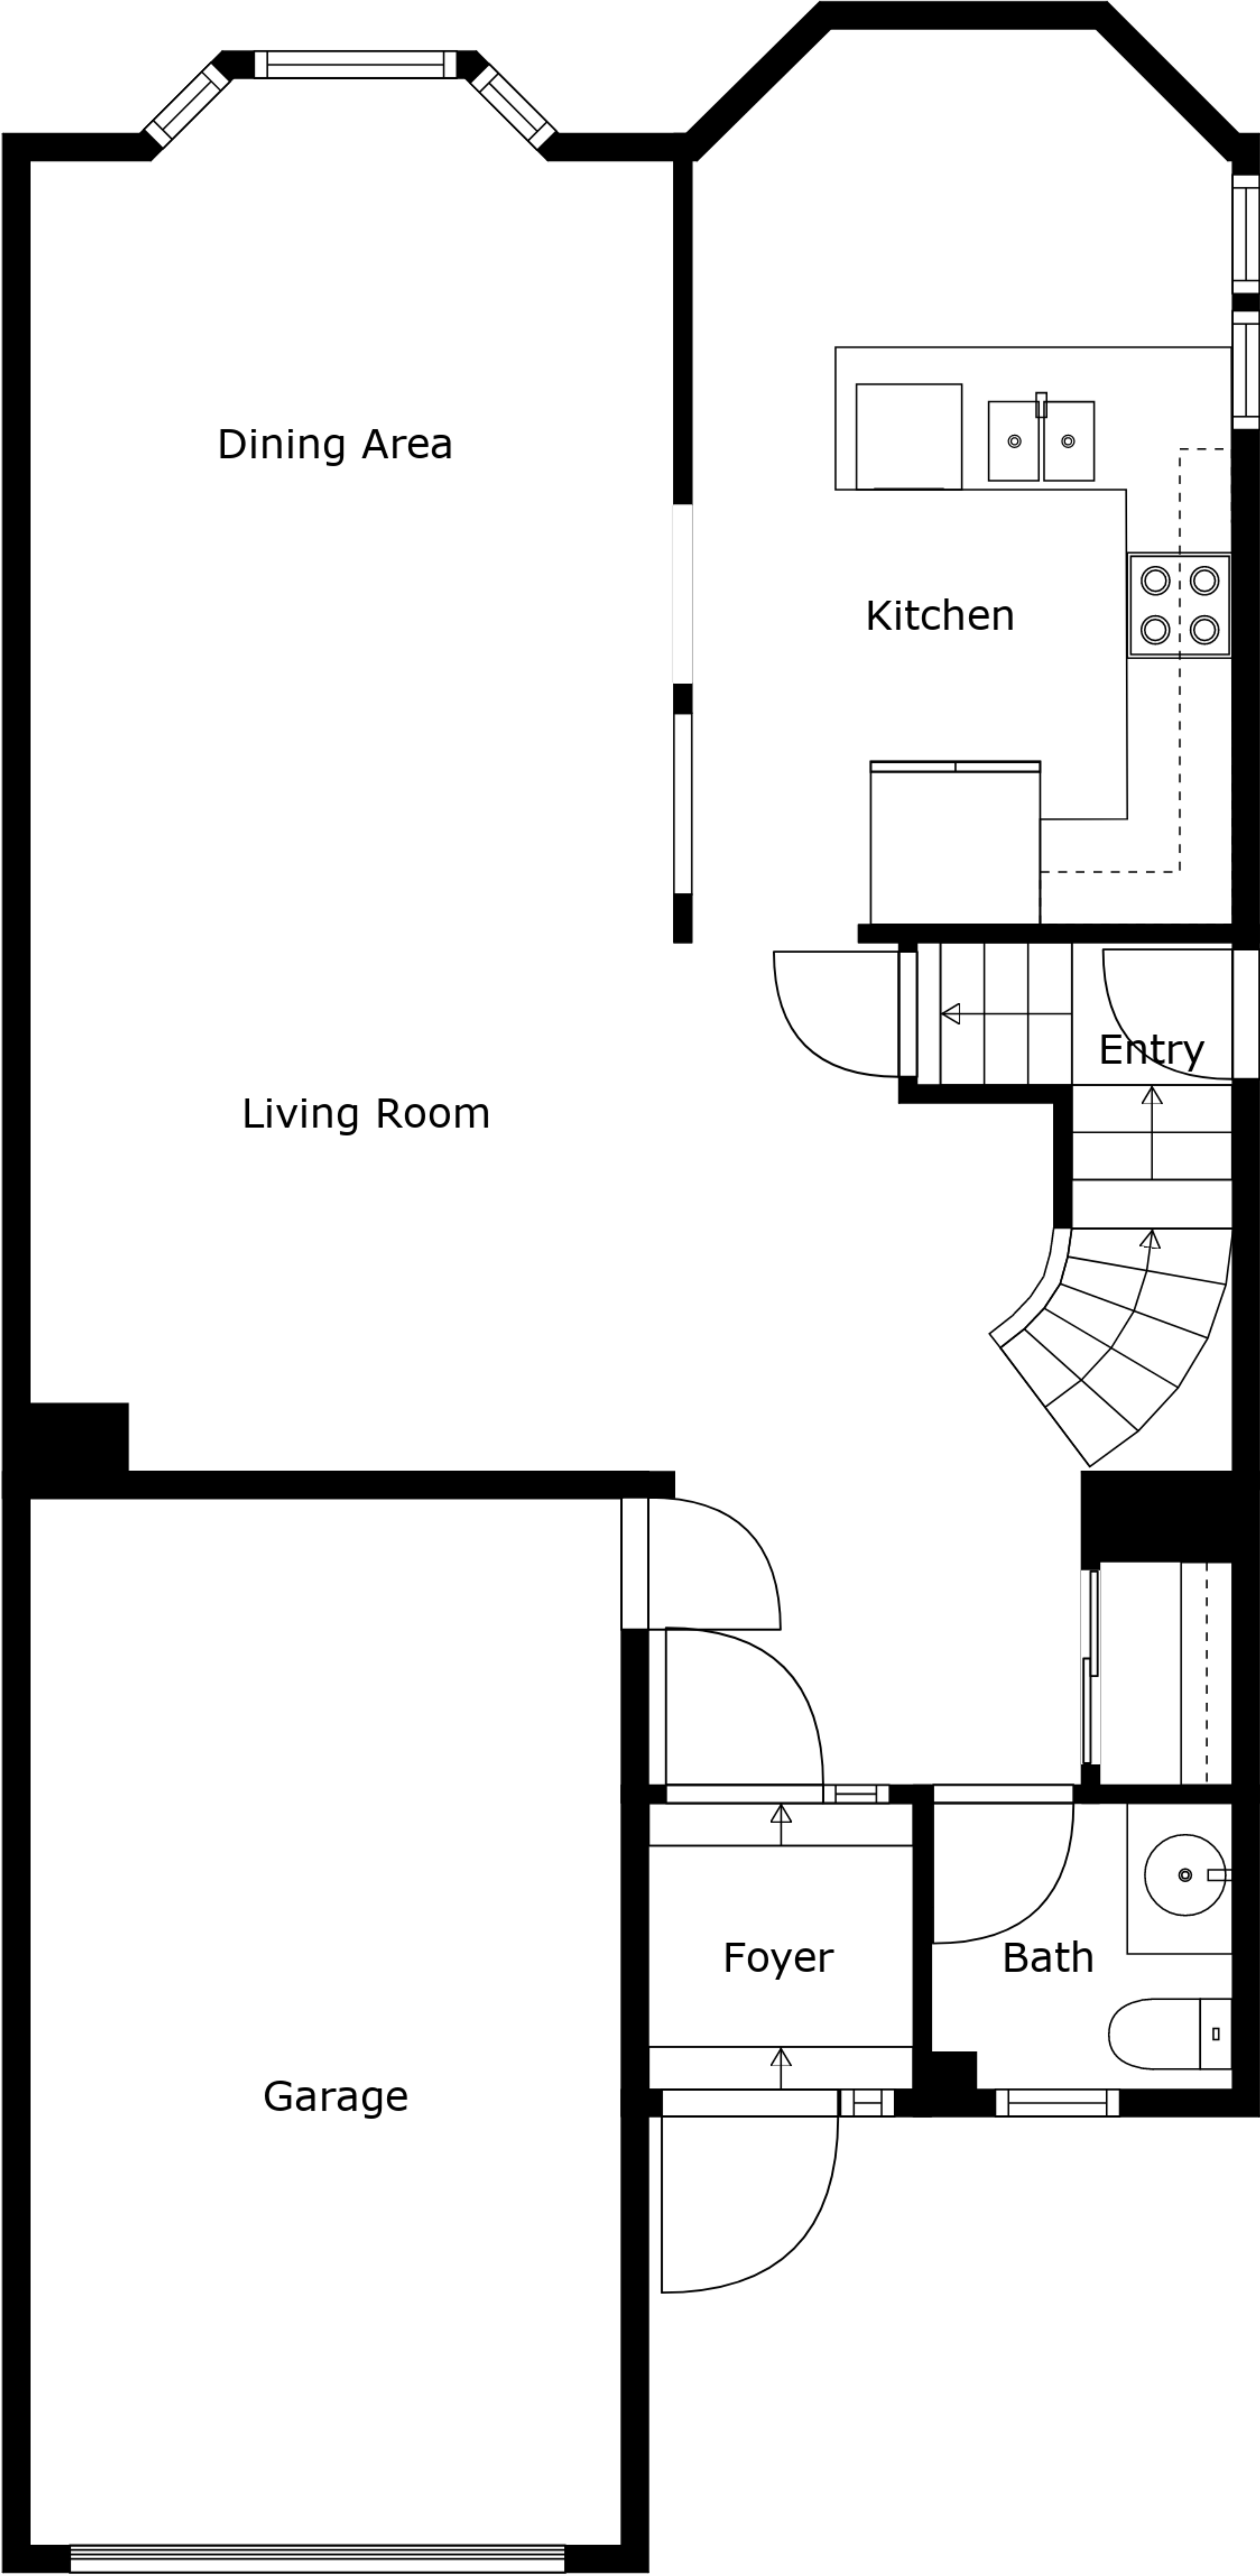 Dining Area
Kitchen
Entry
Living Room
Foyer
Bath
Garage